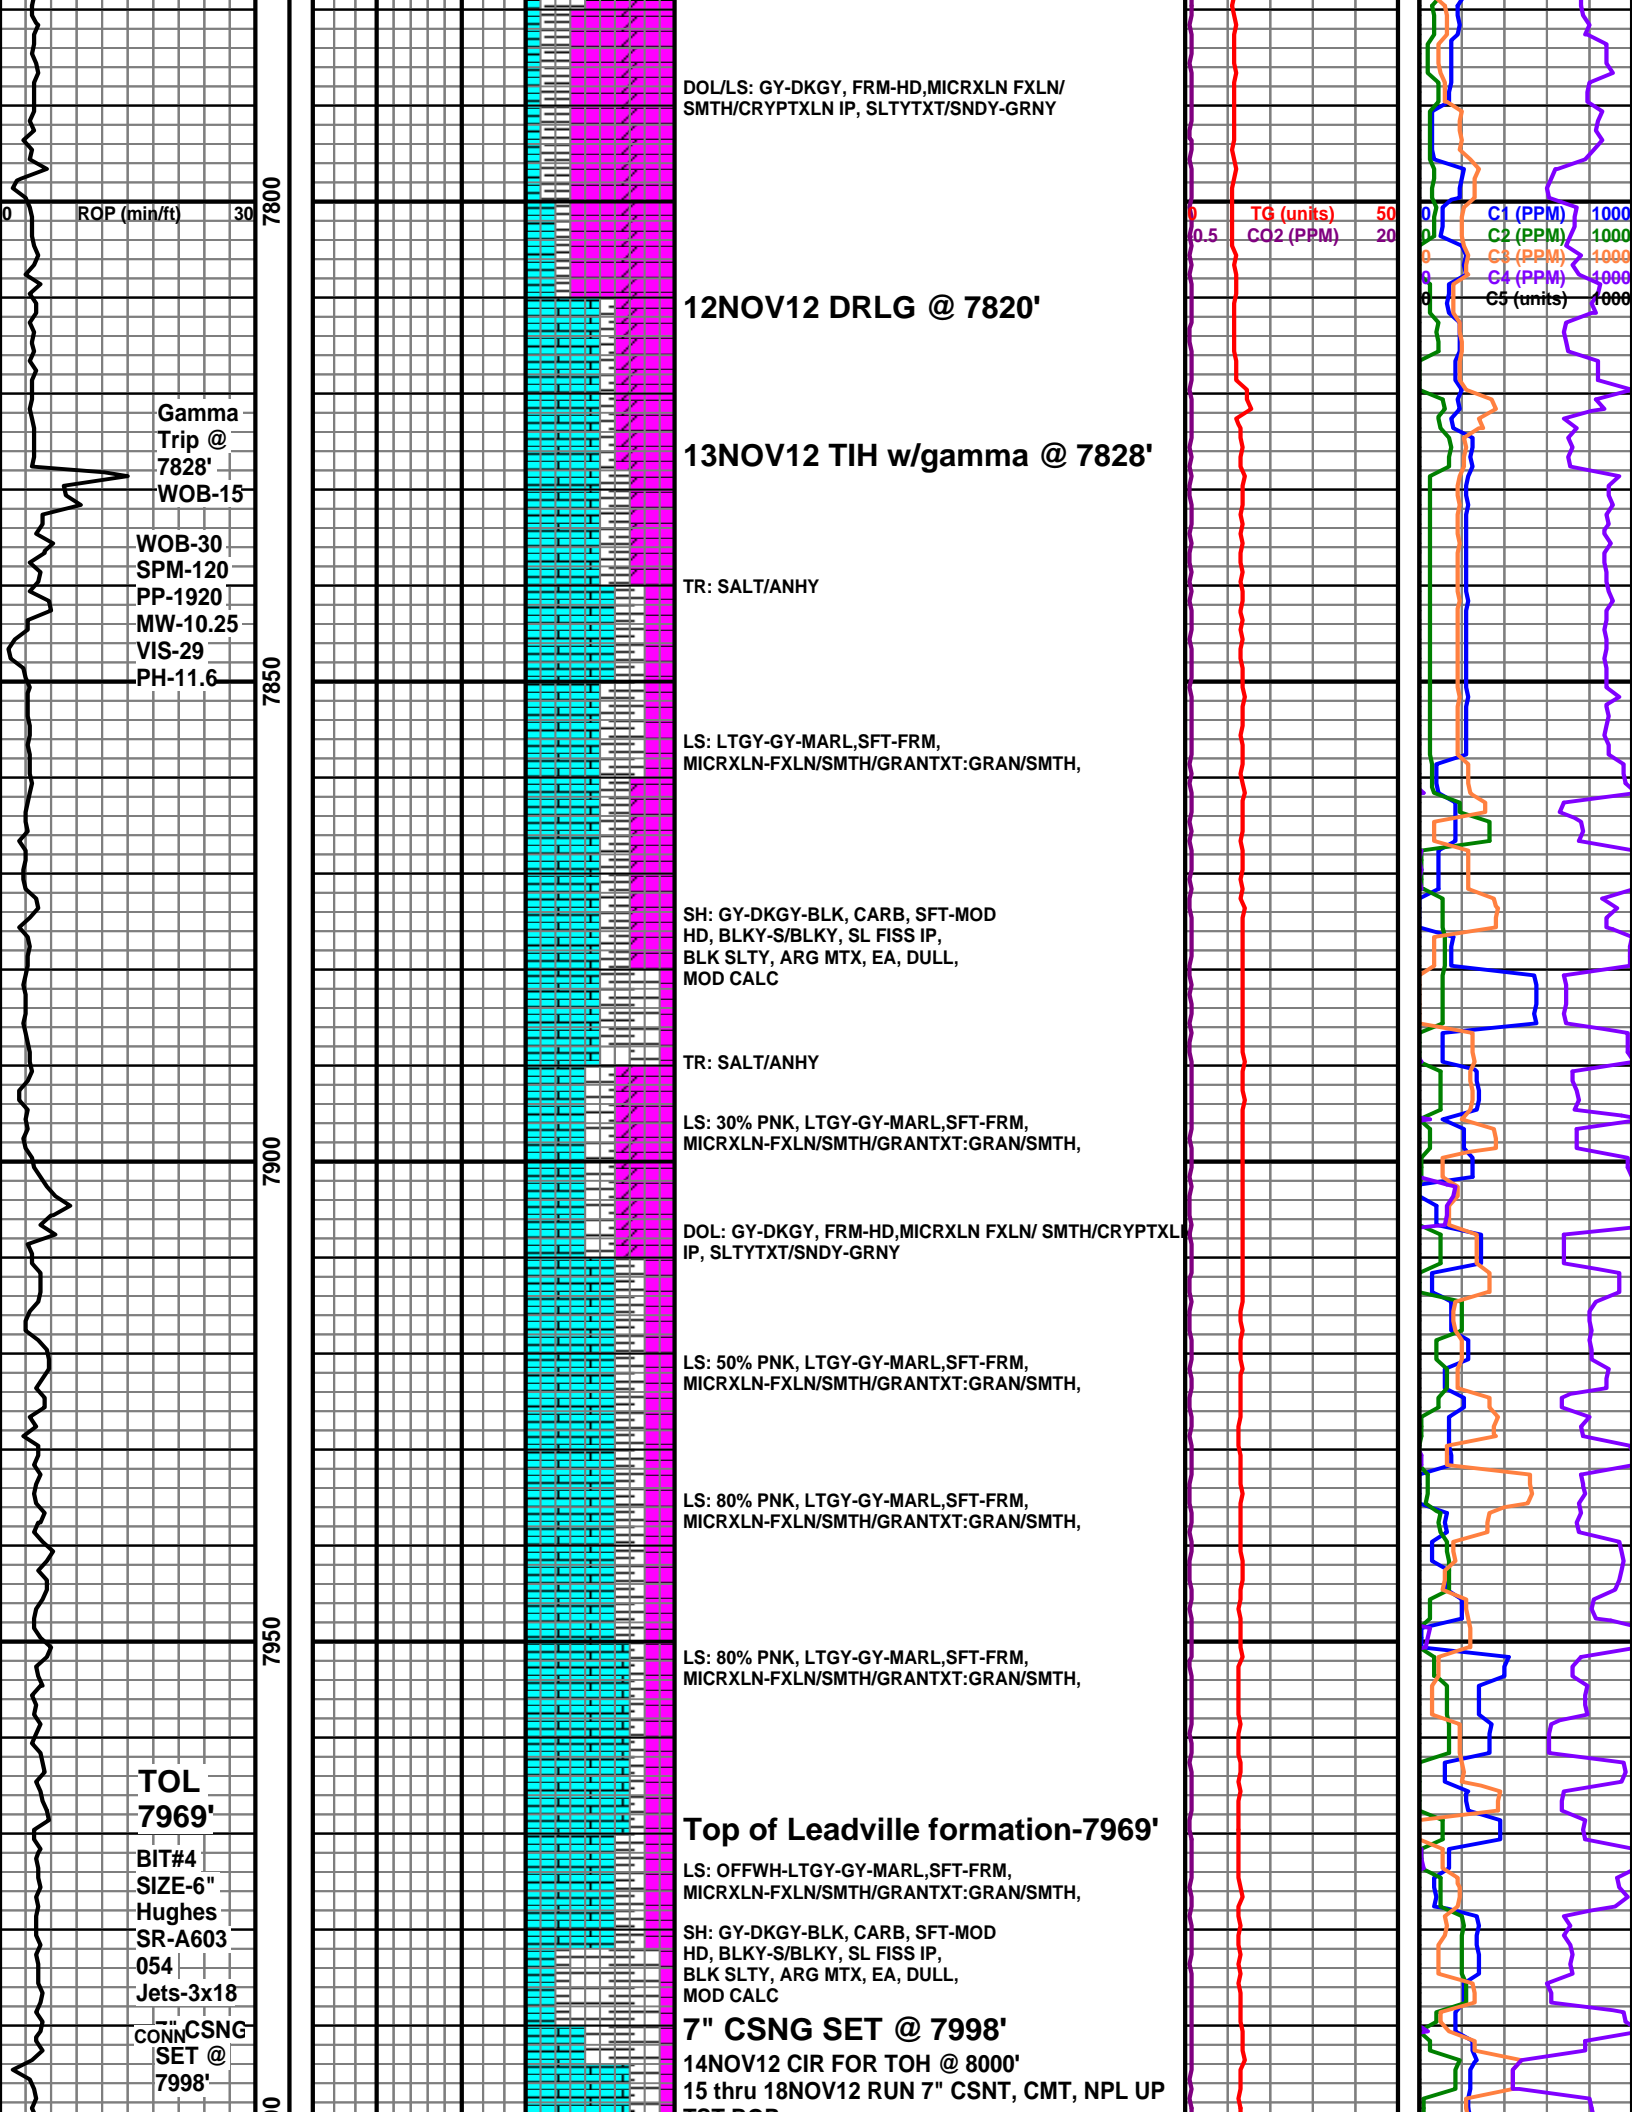 DOL/LS: GY-DKGY, FRM-HD,MICRXLN FXLN/
SMTH/CRYPTXLN IP, SLTYTXT/SNDY-GRNY
7800
0 ROP (min/ft) 30
0 TG (units) 50
0.5 CO2 (PPM) 20
0 C1 (PPM) 1000
0 C2 (PPM) 1000
0 C3 (PPM) 1000
0 C4 (PPM) 1000
0 C5 (units) 1000
12NOV12 DRLG @ 7820'
Gamma
Trip @
7828'
WOB-15
13NOV12 TIH w/gamma @ 7828'
WOB-30
SPM-120
PP-1920
MW-10.25
VIS-29
PH-11.6
TR: SALT/ANHY
7850
LS: LTGY-GY-MARL,SFT-FRM,
MICRXLN-FXLN/SMTH/GRANTXT:GRAN/SMTH,
SH: GY-DKGY-BLK, CARB, SFT-MOD
HD, BLKY-S/BLKY, SL FISS IP,
BLK SLTY, ARG MTX, EA, DULL,
MOD CALC
TR: SALT/ANHY
LS: 30% PNK, LTGY-GY-MARL,SFT-FRM,
MICRXLN-FXLN/SMTH/GRANTXT:GRAN/SMTH,
7900
DOL: GY-DKGY, FRM-HD,MICRXLN FXLN/ SMTH/CRYPTXL
IP, SLTYTXT/SNDY-GRNY
LS: 50% PNK, LTGY-GY-MARL,SFT-FRM,
MICRXLN-FXLN/SMTH/GRANTXT:GRAN/SMTH,
LS: 80% PNK, LTGY-GY-MARL,SFT-FRM,
MICRXLN-FXLN/SMTH/GRANTXT:GRAN/SMTH,
7950
LS: 80% PNK, LTGY-GY-MARL,SFT-FRM,
MICRXLN-FXLN/SMTH/GRANTXT:GRAN/SMTH,
TOL
7969'
Top of Leadville formation-7969'
BIT#4
SIZE-6"
Hughes
SR-A603
054
Jets-3x18
LS: OFFWH-LTGY-GY-MARL,SFT-FRM,
MICRXLN-FXLN/SMTH/GRANTXT:GRAN/SMTH,
SH: GY-DKGY-BLK, CARB, SFT-MOD
HD, BLKY-S/BLKY, SL FISS IP,
BLK SLTY, ARG MTX, EA, DULL,
MOD CALC
CONN
7" CSNG
SET @
7998'
7" CSNG SET @ 7998'
14NOV12 CIR FOR TOH @ 8000'
15 thru 18NOV12 RUN 7" CSNT, CMT, NPL UP